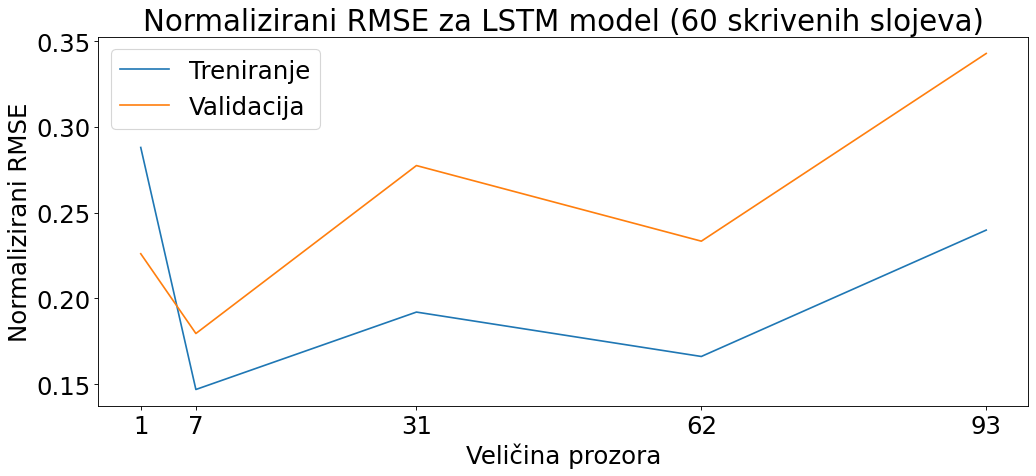 Normalizirani RMSE za LSTM model (60 skrivenih slojeva)
Normalizirani RMSE
0.35
0.30
0.25
0.20
0.15
Treniranje
Validacija
1 7 31 62 93
Veličina prozora